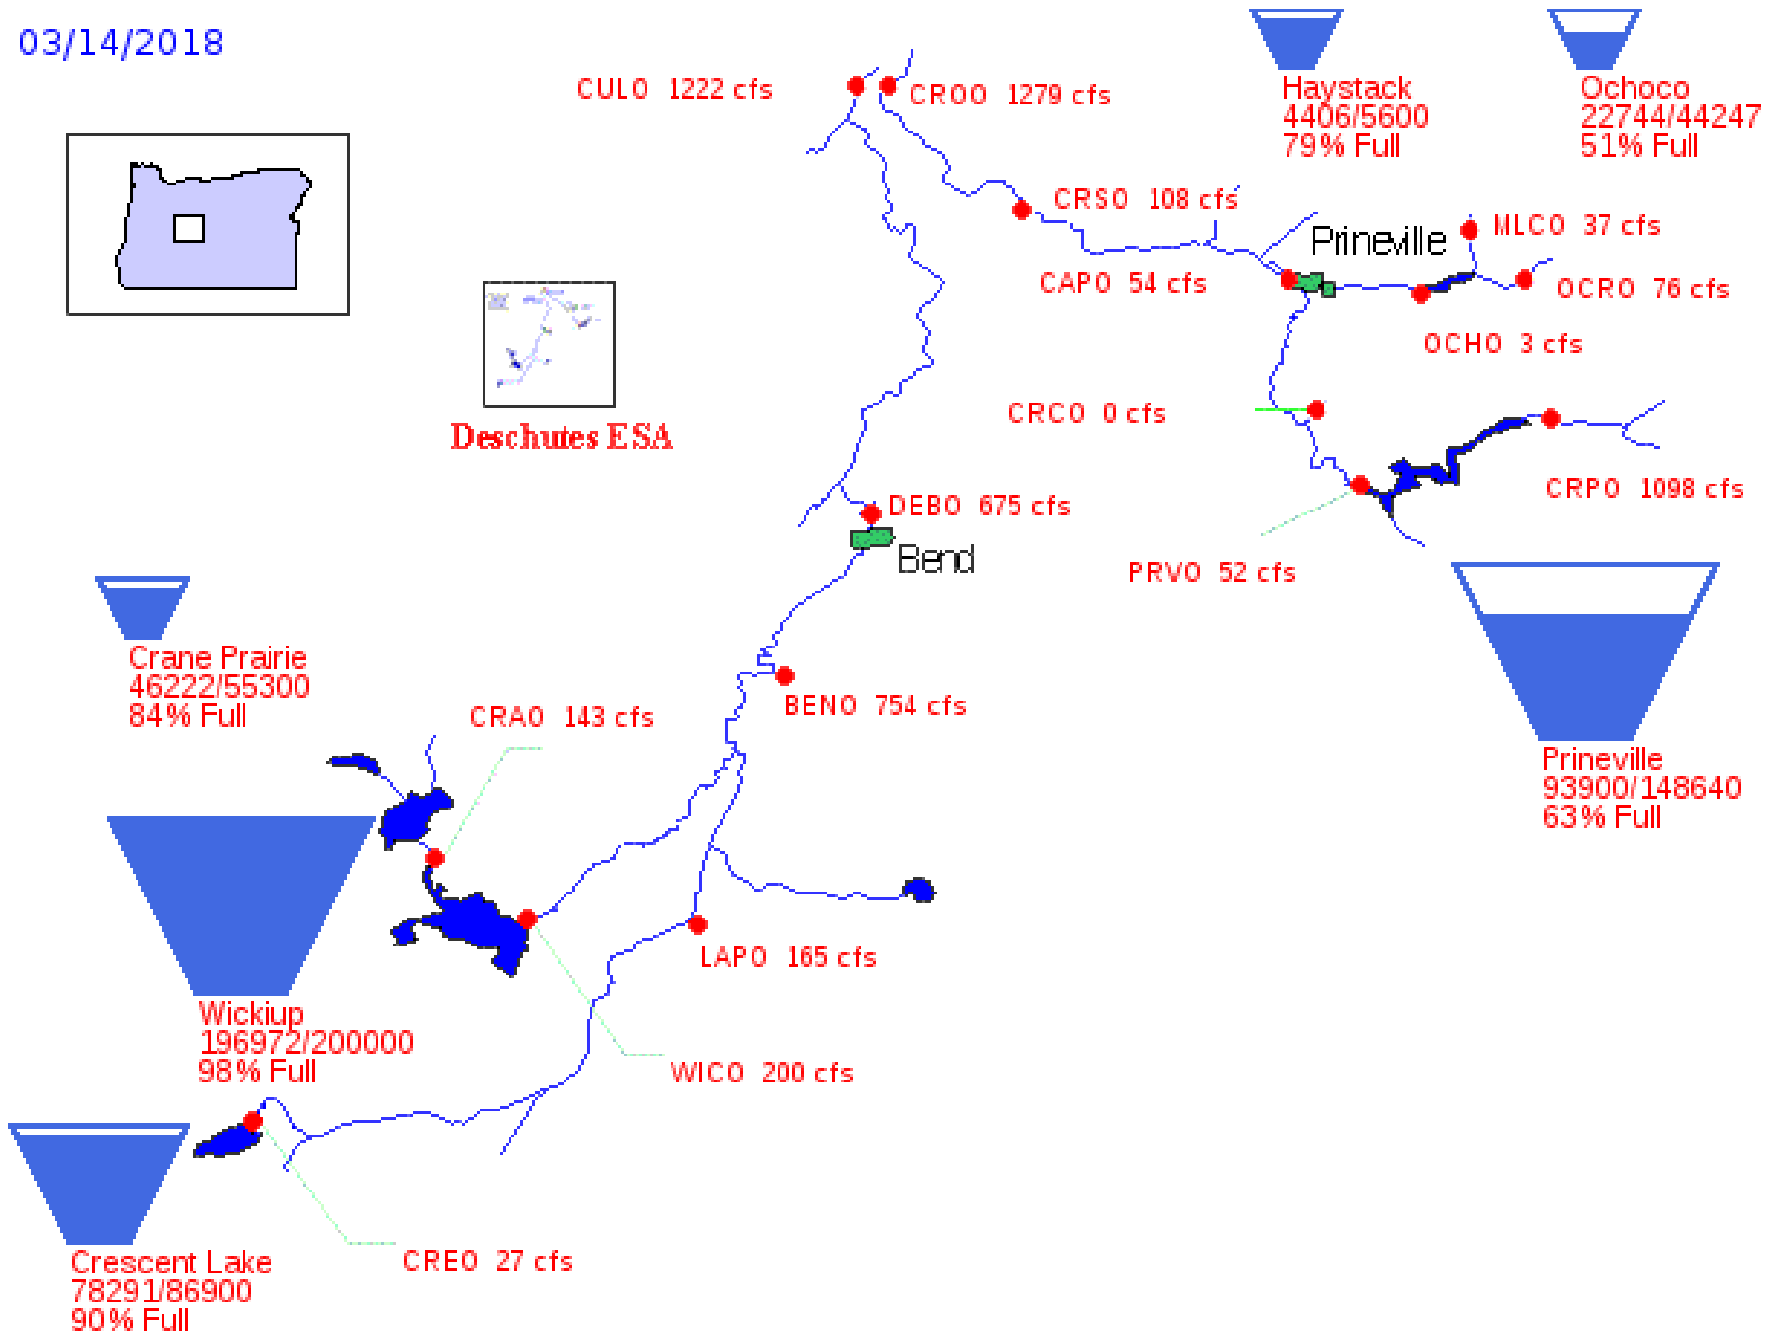 03/14/2018
CULO 1222 cfs
CROO 1279 cfs
Haystack
4406/5600
79% Full
Ochoco
22744/44247
51% Full
CRSO 108 cfs
Prineville
MLCO 37 cfs
CAPO 54 cfs
OCRO 76 cfs
OCHO 3 cfs
CRCO 0 cfs
Deschutes ESA
CRPO 1098 cfs
DEBO 675 cfs
Bend
PRVO 52 cfs
Crane Prairie
46222/55300
84% Full
BENO 754 cfs
CRAO 143 cfs
Prineville
93900/148640
63% Full
LAPO 165 cfs
Wickiup
196972/200000
98% Full
WICO 200 cfs
CREO 27 cfs
Crescent Lake
78291/86900
90% Full